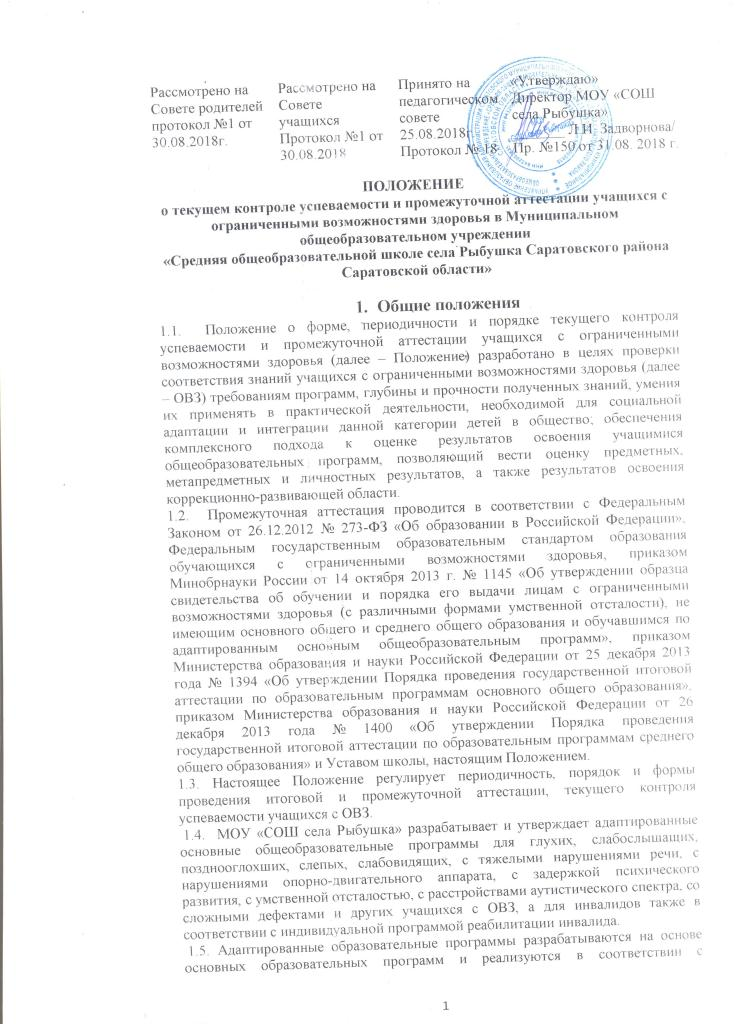 Рассмотрено на
Совете родителей
протокол №1 от
30.08.2018г.
Рассмотрено на
Совете
учащихся
Протокол №1 от
30.08.2018
Принято на
педагогическом
совете
25.08.2018г.
Протокол № 18
«Утверждаю»
Директор МОУ «СОШ
села Рыбушка»
Л.Н. Задворнова/
Пр. №150 от 31.08. 2018 г.
ПОЛОЖЕНИЕ
о текущем контроле успеваемости и промежуточной аттестации учащихся с
ограниченными возможностями здоровья в Муниципальном
общеобразовательном учреждении
«Средняя общеобразовательной школе села Рыбушка Саратовского района
Саратовской области»
1. Общие положения
1.1. Положение о форме, периодичности и порядке текущего контроля
успеваемости и промежуточной аттестации учащихся с ограниченными
возможностями здоровья (далее – Положение) разработано в целях проверки
соответствия знаний учащихся с ограниченными возможностями здоровья (далее
– ОВЗ) требованиям программ, глубины и прочности полученных знаний, умения
их применять в практической деятельности, необходимой для социальной
адаптации и интеграции данной категории детей в общество; обеспечения
комплексного подхода к оценке результатов освоения учащимися
общеобразовательных программ, позволяющий вести оценку предметных,
метапредметных и личностных результатов, а также результатов освоения
коррекционно-развивающей области.
1.2. Промежуточная аттестация проводится в соответствии с Федеральным
Законом от 26.12.2012 № 273-ФЗ «Об образовании в Российской Федерации»,
Федеральным государственным образовательным стандартом образования
обучающихся с ограниченными возможностями здоровья, приказом
Минобрнауки России от 14 октября 2013 г. № 1145 «Об утверждении образца
свидетельства об обучении и порядка его выдачи лицам с ограниченными
возможностями здоровья (с различными формами умственной отсталости), не
имеющим основного общего и среднего общего образования и обучавшимся по
адаптированным основным общеобразовательным программ», приказом
Министерства образования и науки Российской Федерации от 25 декабря 2013
года № 1394 «Об утверждении Порядка проведения государственной итоговой
аттестации по образовательным программам основного общего образования»,
приказом Министерства образования и науки Российской Федерации от 26
декабря 2013 года № 1400 «Об утверждении Порядка проведения
государственной итоговой аттестации по образовательным программам среднего
общего образования» и Уставом школы, настоящим Положением.
1.3. Настоящее Положение регулирует периодичность, порядок и формы
проведения итоговой и промежуточной аттестации, текущего контроля
успеваемости учащихся с ОВЗ.
1.4. МОУ «СОШ села Рыбушка» разрабатывает и утверждает адаптированные
основные общеобразовательные программы для глухих, слабослышащих,
позднооглохших, слепых, слабовидящих, с тяжелыми нарушениями речи, с
нарушениями опорно-двигательного аппарата, с задержкой психического
развития, с умственной отсталостью, с расстройствами аутистического спектра, со
сложными дефектами и других учащихся с ОВЗ, а для инвалидов также в
соответствии с индивидуальной программой реабилитации инвалида.
1.5. Адаптированные образовательные программы разрабатываются на основе
основных образовательных программ и реализуются в соответствии с
1